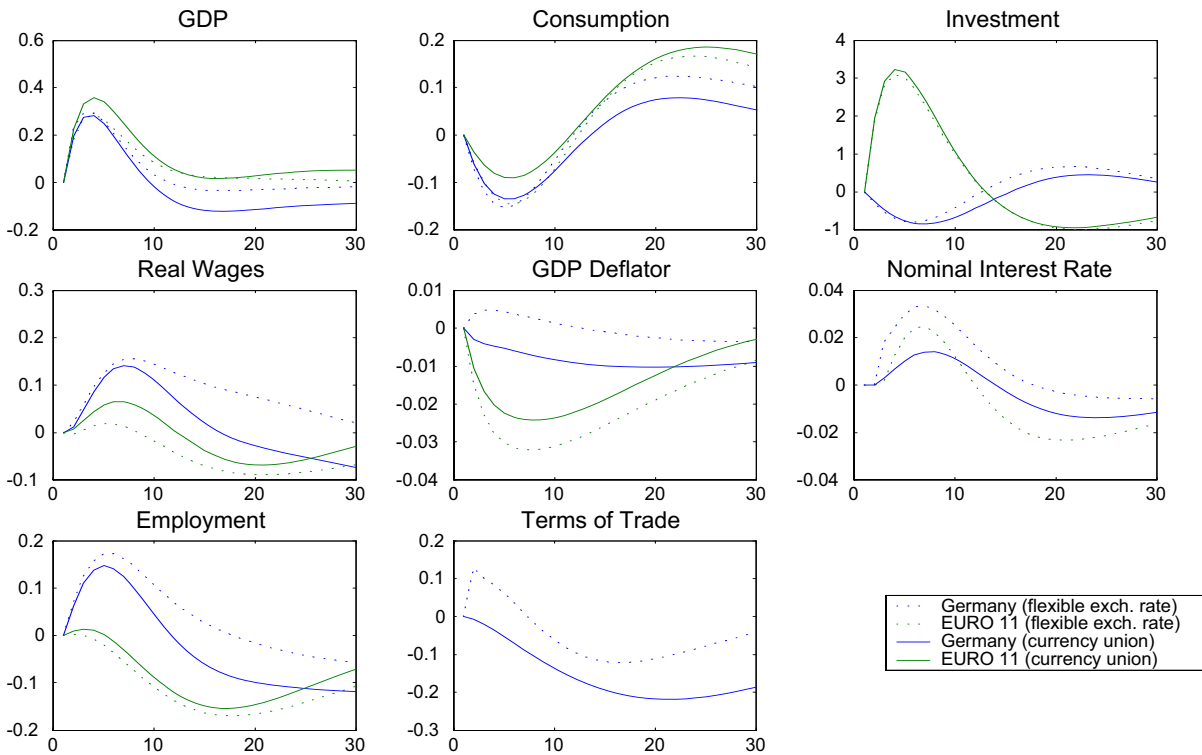 GDP
Consumption
Investment
0.6
0.4
0.2
0
-0.2
0 10 20 30
0.2
0.1
0
-0.1
-0.2
0 10 20 30
4
3
2
1
0
-1
0 10 20 30
Real Wages
GDP Deflator
Nominal Interest Rate
0.3
0.2
0.1
0
-0.1
0 10 20 30
0.01
0
-0.01
-0.02
-0.03
-0.04
0 10 20 30
0.04
0.02
0
-0.02
-0.04
0 10 20 30
Employment
Terms of Trade
0.2
0.1
0
-0.1
-0.2
0 10 20 30
0.2
0.1
0
-0.1
-0.2
-0.3
0 10 20 30
Germany (flexible exch. rate)
EURO 11 (flexible exch. rate)
Germany (currency union)
EURO 11 (currency union)